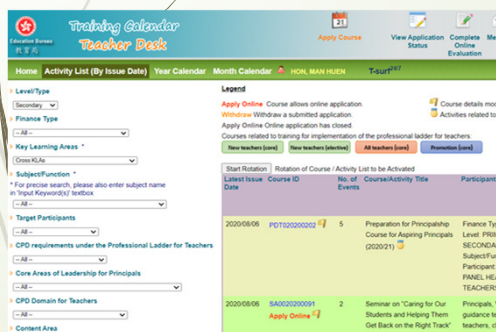 Education Bureau
教育局
Training Calendar
Teacher Desk
21
Apply Course
View Application
Status
Complete
Online
Evaluation
Home Activity List (By Issue Date) Year Calendar Month Calendar HON, MAN HUEN T-surf 24/7
Level/Type
Secondary
Finance Type
-- All --
Key Learning Areas *
Cross KLAs
Subject/Function *
* For precise search, please also enter subject name
in 'Input Keyword(s)' textbox
-- All --
Target Participants
-- All --
CPD requirements under the Professional Ladder for Teachers
-- All --
Core Areas of Leadership for Principals
-- All --
CPD Domain for Teachers
-- All --
Content Area
Legend
Apply Online Course allows online application.
Course details mod
Withdraw Withdraw a submitted application.
Activities related to
Apply Online Online application has closed.
Courses related to training for implementation of the professional ladder for teachers:
New teachers (core) New teachers (elective) All teachers (core) Promotion (core)
Start Rotation Rotation of Course / Activity List to be Activated
Latest Issue Date Course ID No. of Events Course/Activity Title Participant
2020/08/06 PDT020200202 5 Preparation for Principalship
Course for Aspiring Principals
(2020/21)
Finance Typ
Level: PRI
SECONDA
Subject/Fun
Participant:
PANEL HEA
TEACHERS
2020/08/06 SA0020200091 2 Seminar on "Caring for Our
Apply Online
Students and Helping Them
Get Back on the Right Track"
Principals,
guidance te
teachers, c